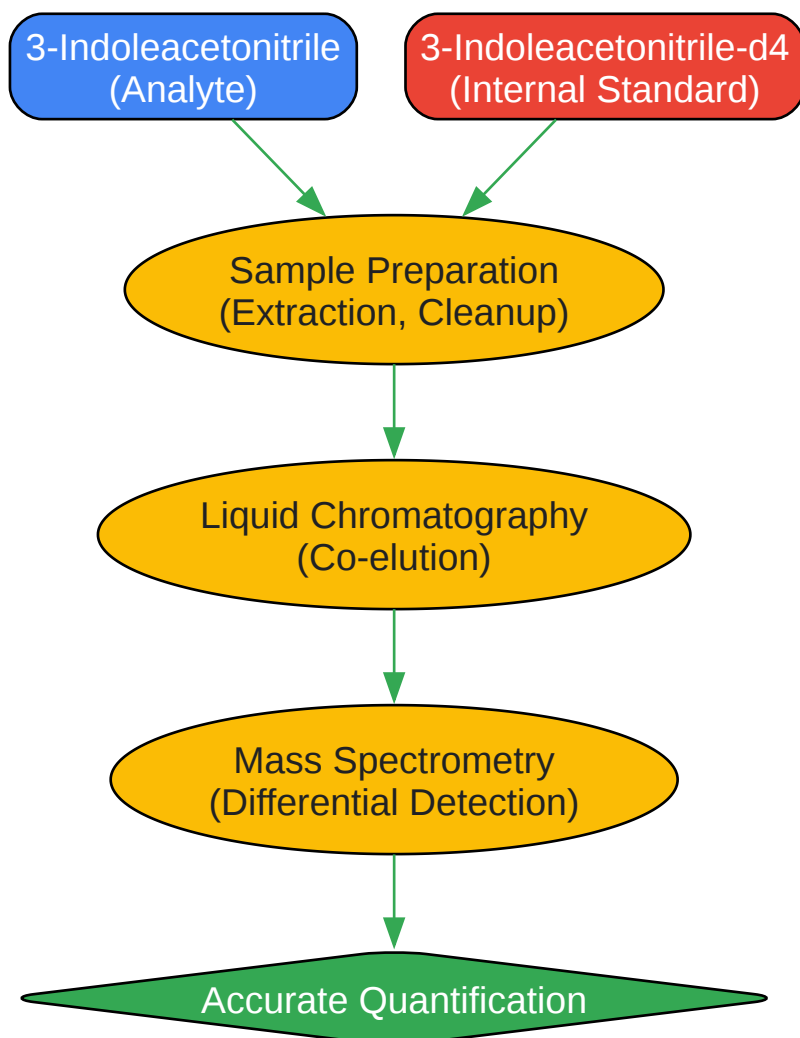 3-Indoleacetonitrile
(Analyte)
3-Indoleacetonitrile-d4
(Internal Standard)
Sample Preparation
(Extraction, Cleanup)
Liquid Chromatography
(Co-elution)
Mass Spectrometry
(Differential Detection)
Accurate Quantification